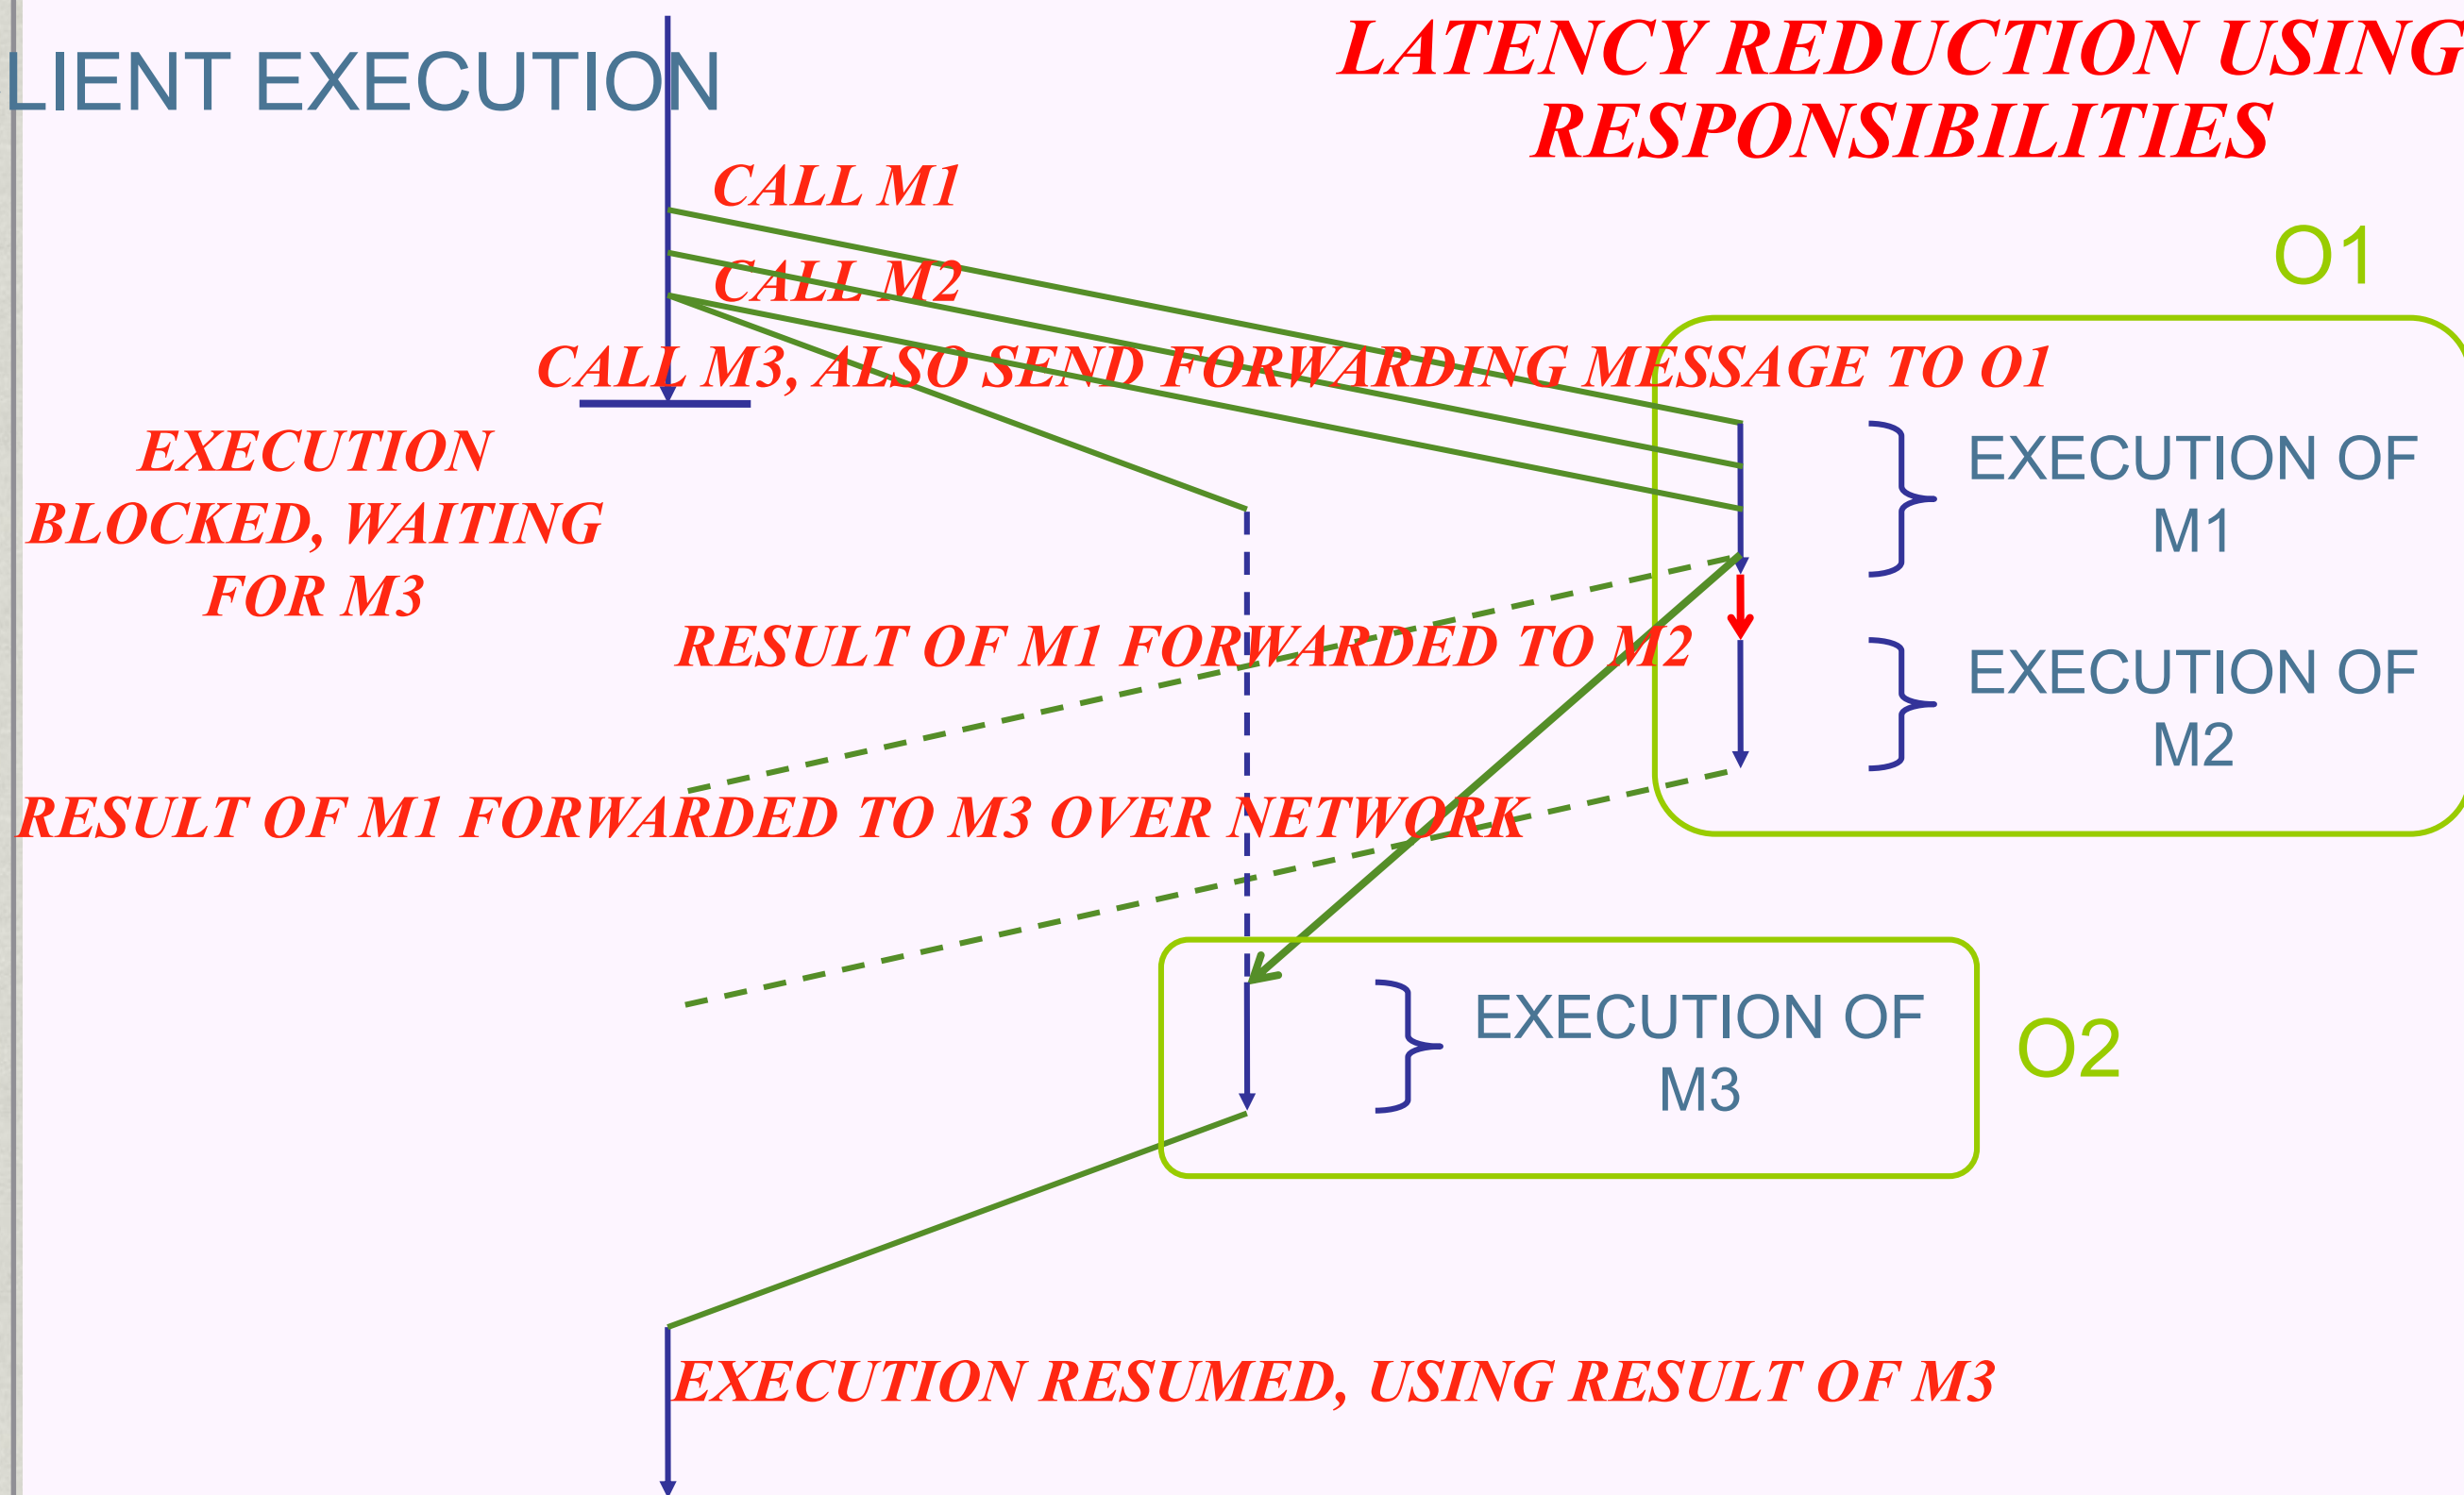 LATENCY REDUCTION USING
RESPONSIBILITIES
LIENT EXECUTION
CALL M1
CALL M2
O1
CALL M3, ALSO SEND FORWARDING MESSAGE TO O1
EXECUTION
BLOCKED, WAITING
FOR M3
EXECUTION OF
M1
RESULT OF M1 FORWARDED TO M2
EXECUTION OF
M2
RESULT OF M1 FORWARDED TO M3 OVER NETWORK
EXECUTION OF
M3
O2
EXECUTION RESUMED, USING RESULT OF M3